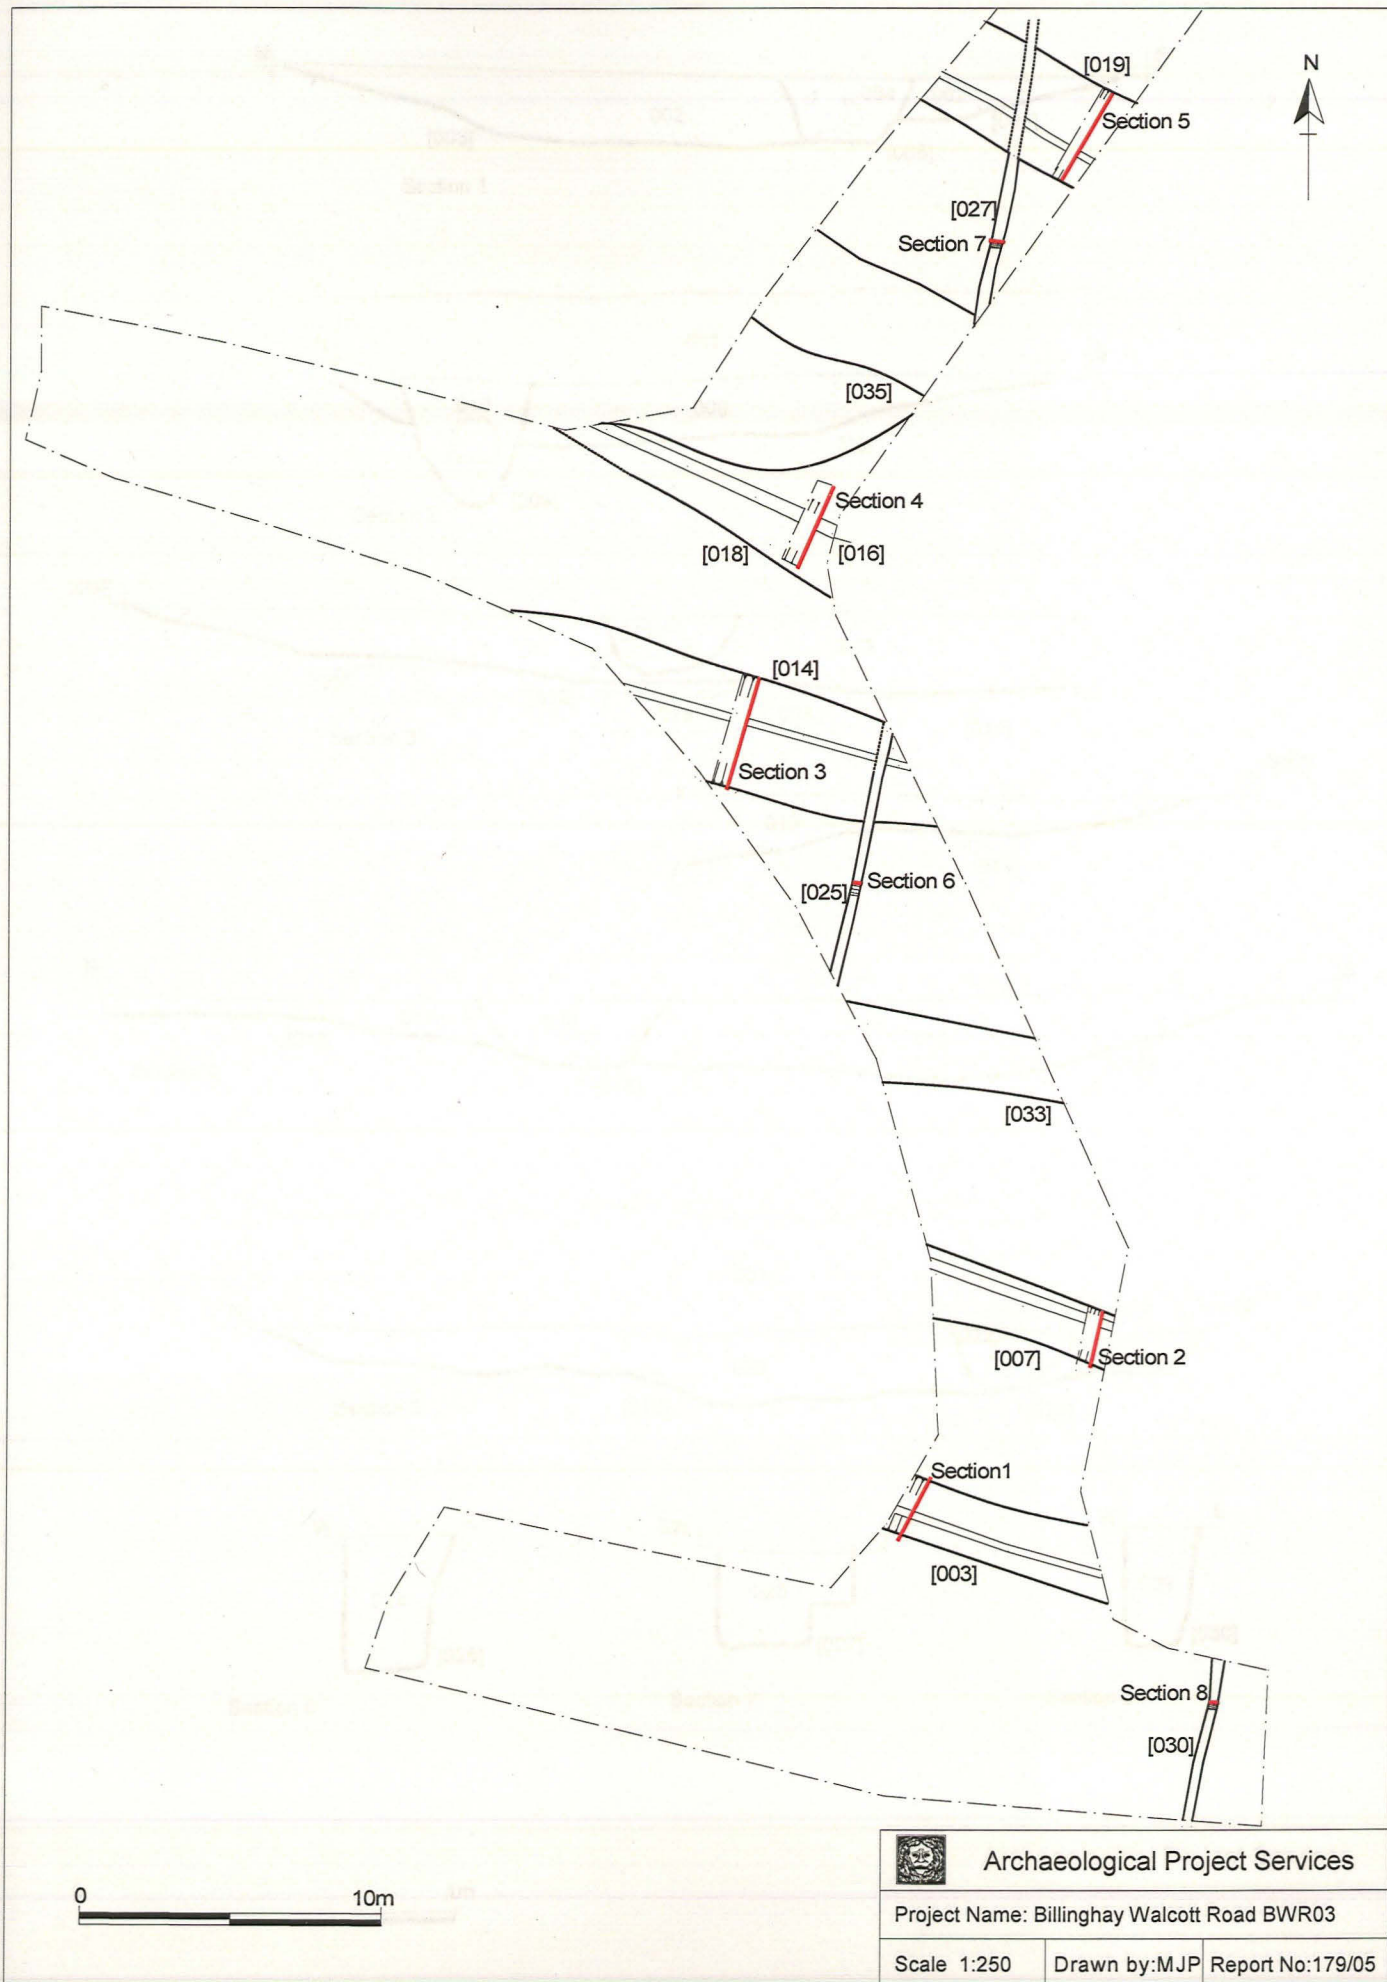 N
[019]
Section 5
[027]
Section 7
[035]
Section 4
[016]
[018]
[014]
Section 3
[025]
Section 6
[033]
[007]
Section 2
Section1
[003]
Section 8
[030]
0 10m
Archaeological Project Services
Project Name: Billinghay Walcott Road BWR03
Scale 1:250 Drawn by:MJP Report No:179/05